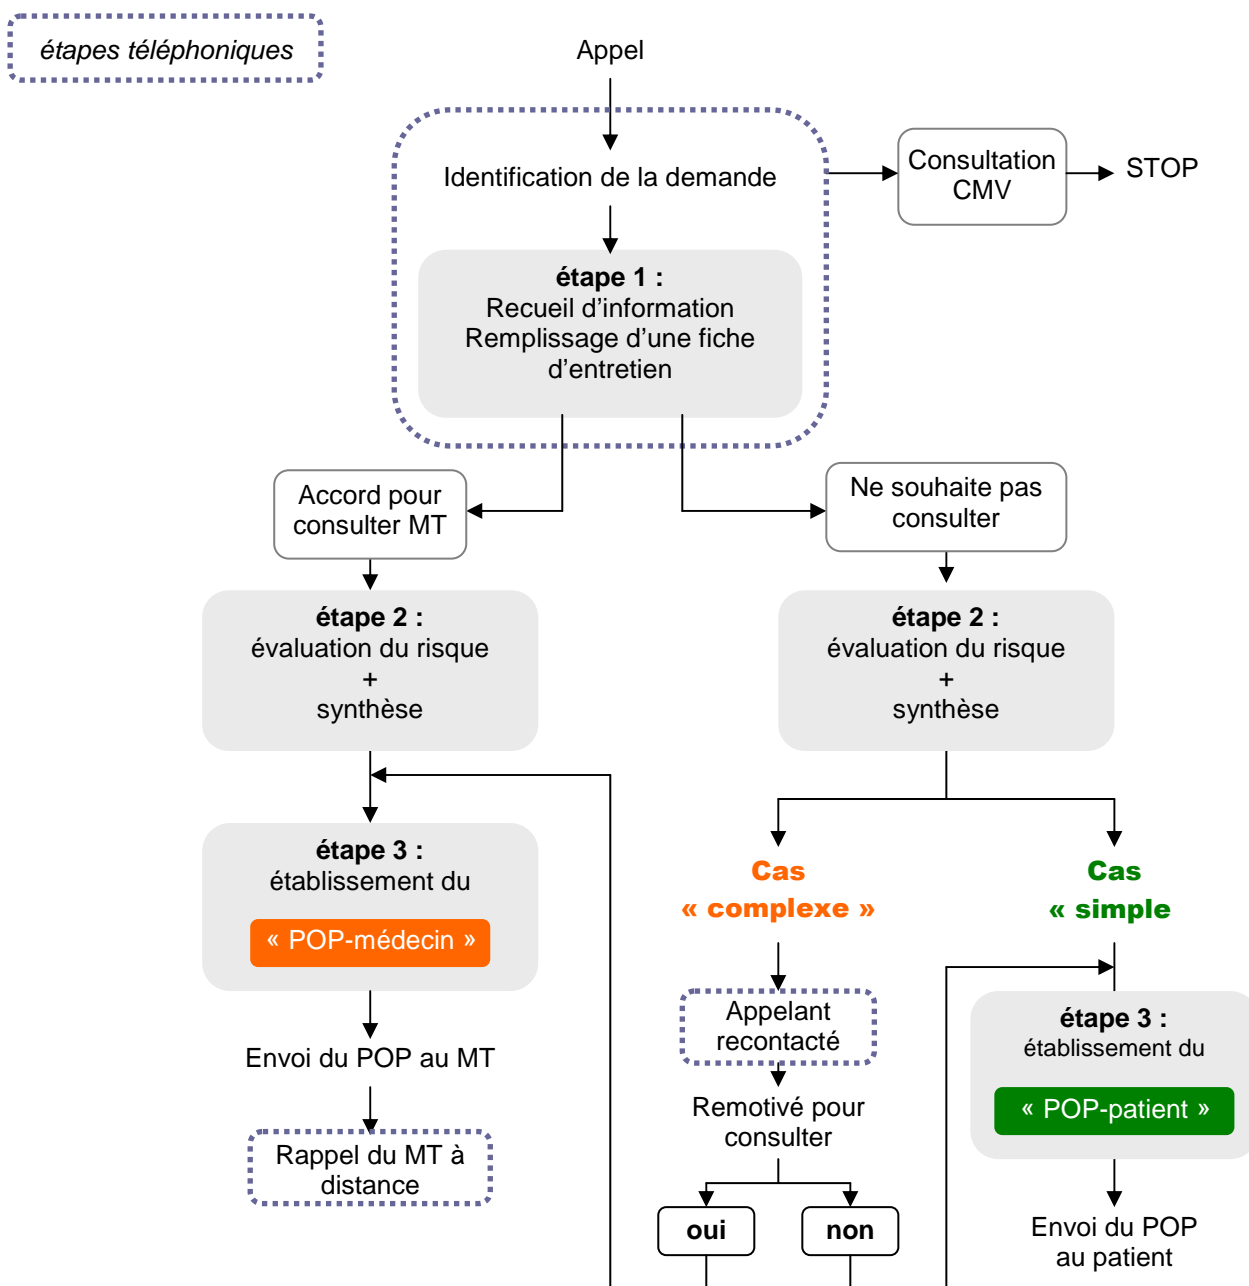 étapes téléphoniques
Appel
Identification de la demande
Consultation
CMV
STOP
étape 1 :
Recueil d’information
Remplissage d’une fiche
d’entretien
Accord pour
consulter MT
Ne souhaite pas
consulter
étape 2 :
évaluation du risque
+
synthèse
étape 2 :
évaluation du risque
+
synthèse
étape 3 :
établissement du
« POP-médecin »
Cas
« complexe »
Cas
« simple
Appelant
recontacté
étape 3 :
établissement du
« POP-patient »
Envoi du POP au MT
Remotivé pour
consulter
Rappel du MT à
distance
oui
non
Envoi du POP
au patient